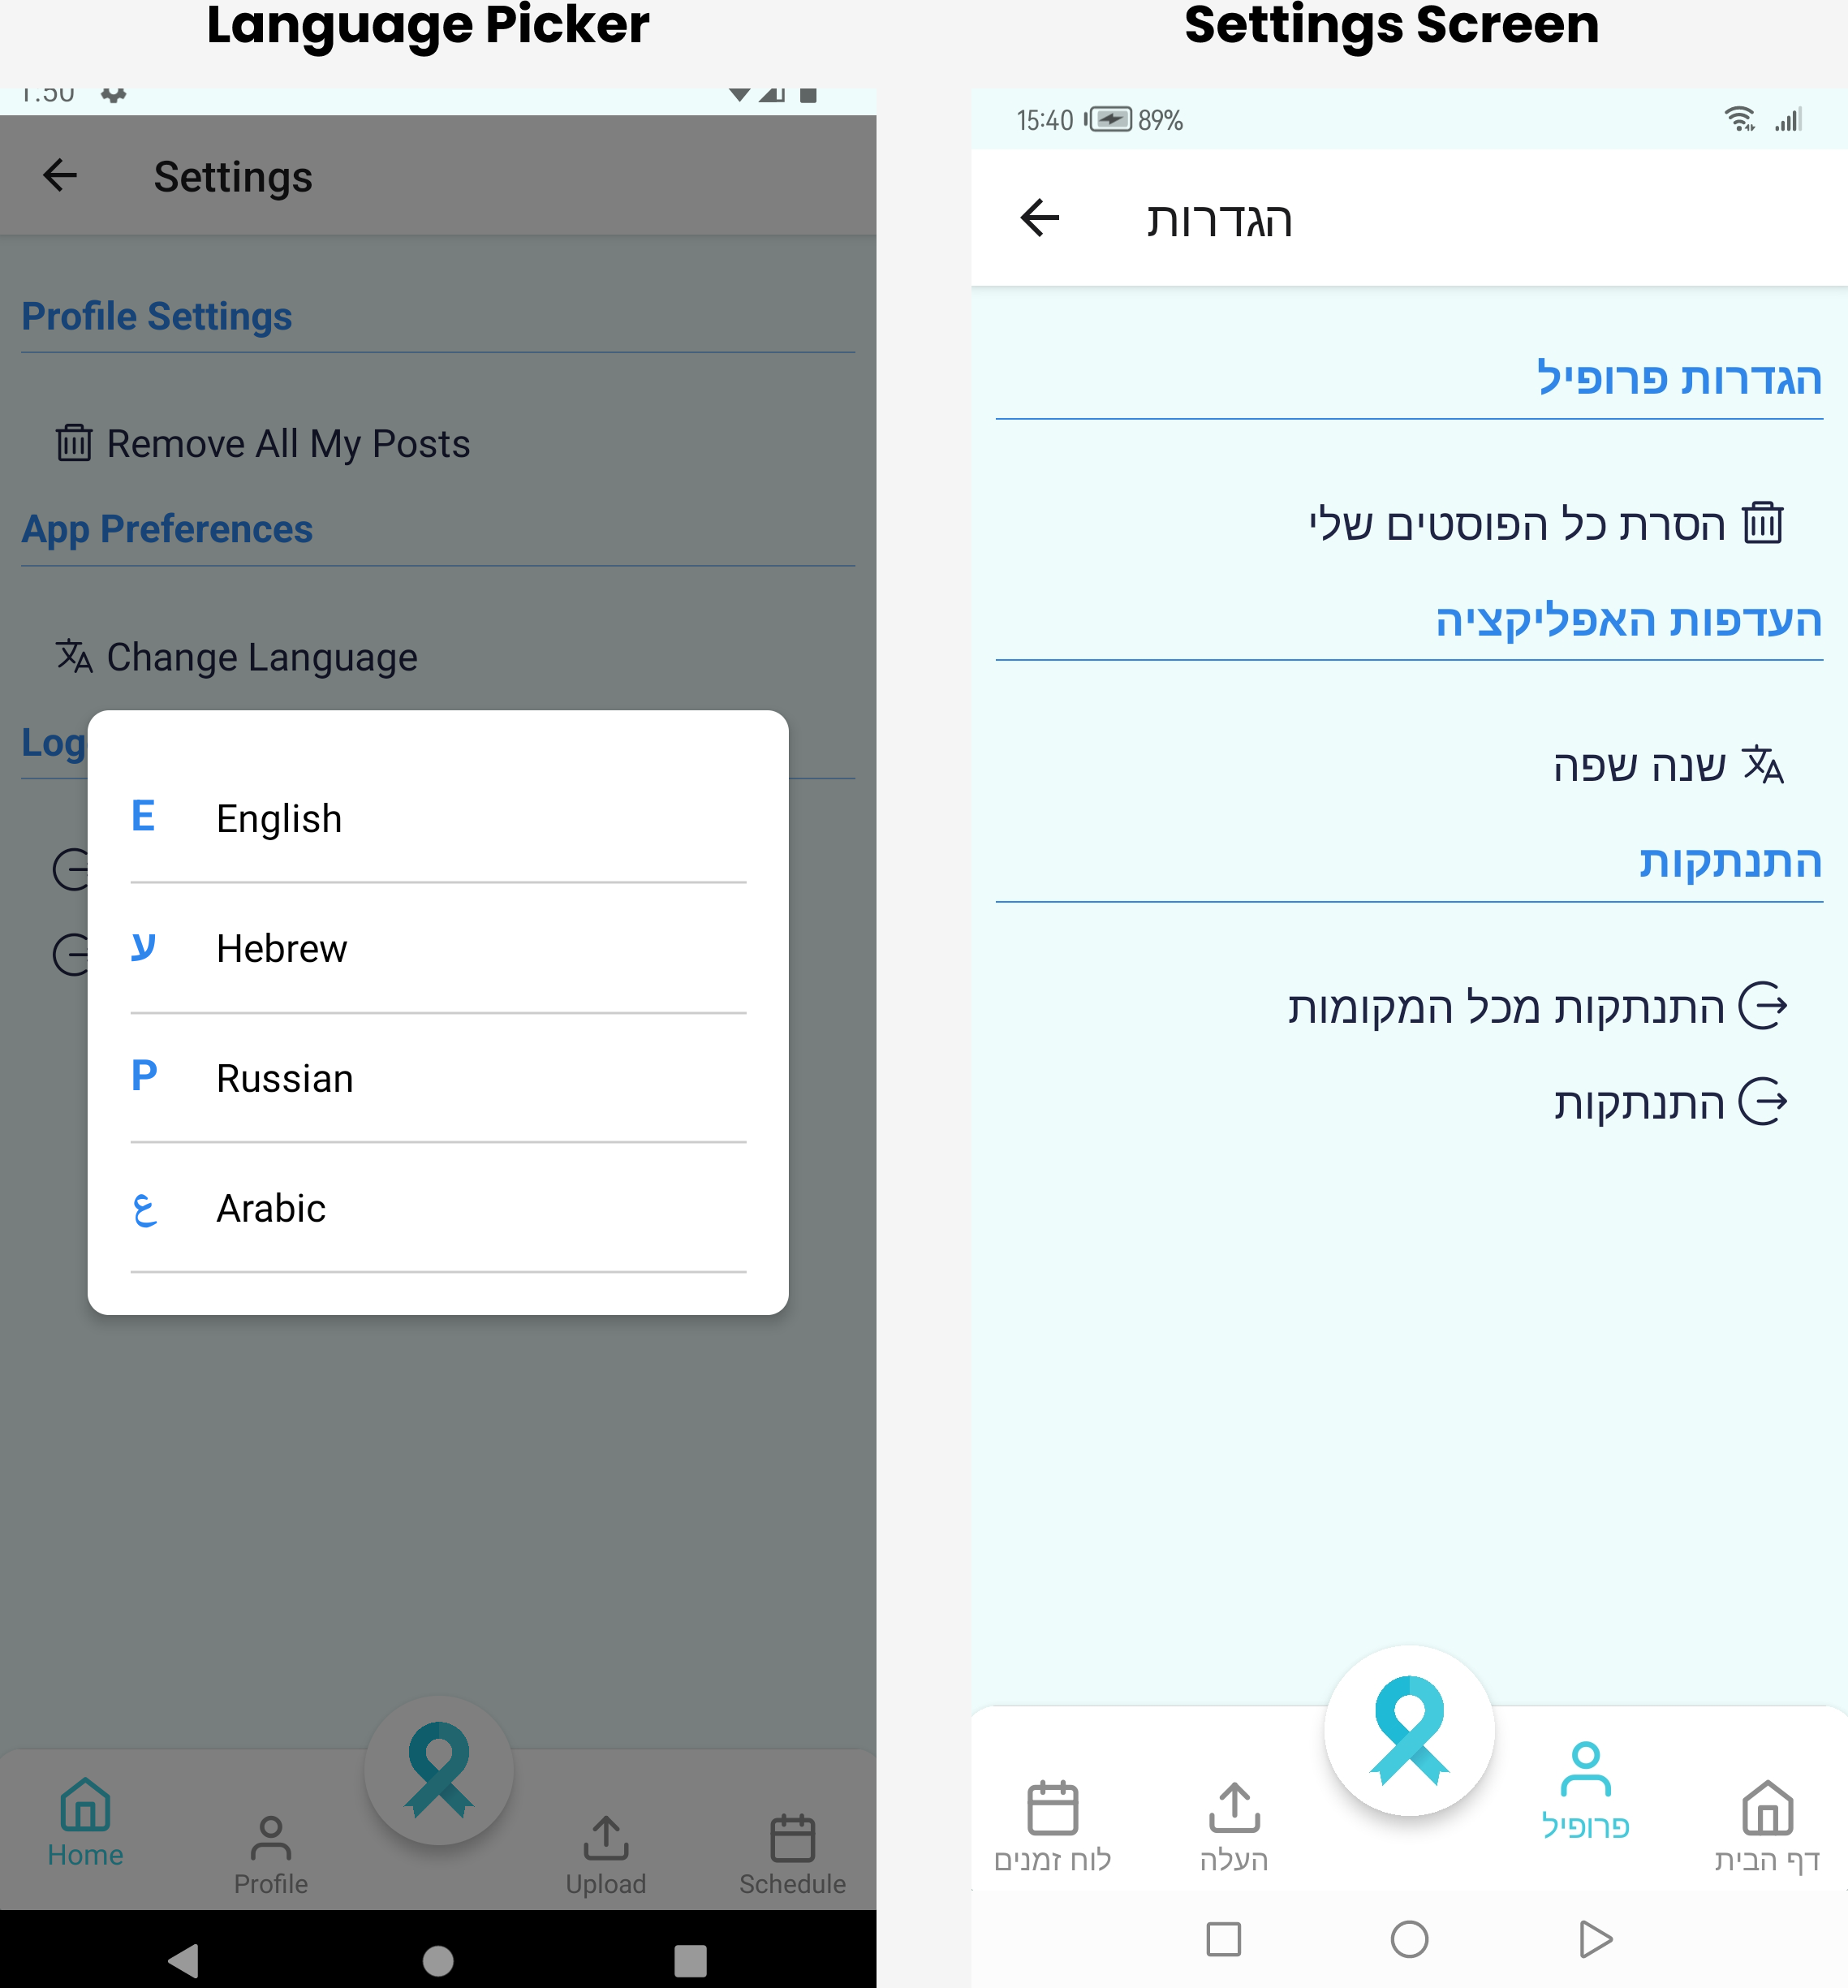 Language Picker
1:50
Settings
Profile Settings
Remove All My Posts
App Preferences
Change Language
Log
E English
ע Hebrew
Р Russian
ع Arabic
Home
Profile
Upload
Schedule
Settings Screen
15:40 89%
הגדרות
הגדרות פרופיל
הסרת כל הפוסטים שלי
העדפות האפליקציה
שנה שפה
התנתקות
התנתקות מכל המקומות
התנתקות
דף הבית
פרופיל
העלה
לוח זמנים